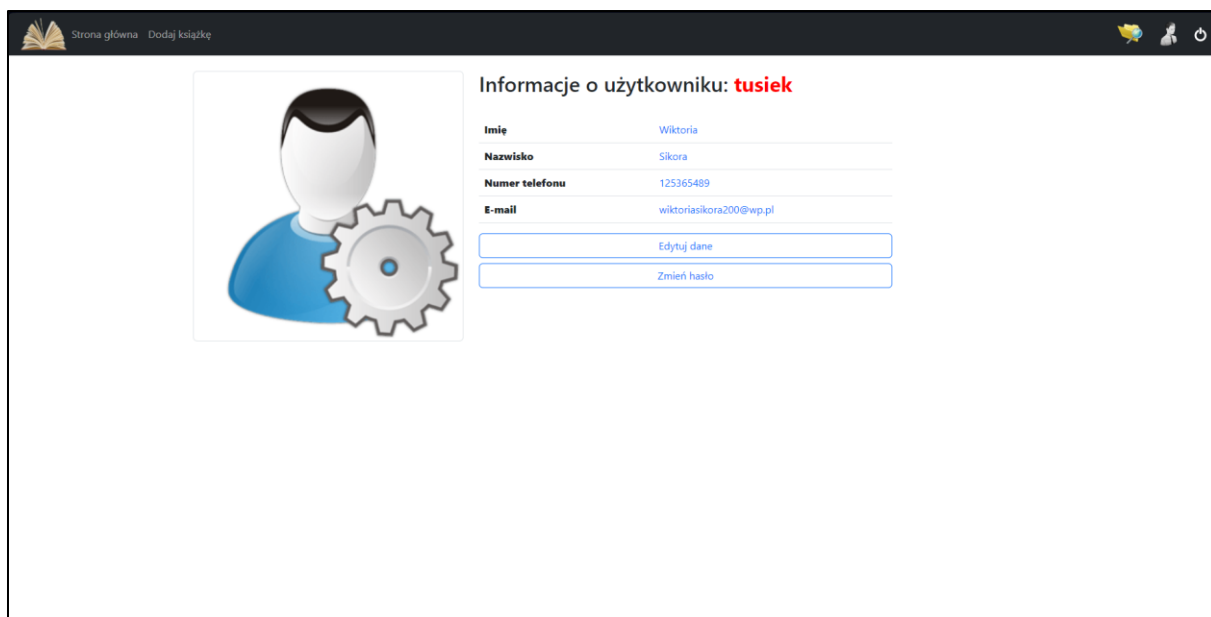 Strona główna Dodaj książkę
Informacje o użytkowniku: tusiek
Imię Wiktoria
Nazwisko Sikora
Numer telefonu 125365489
E-mail wiktoriasikora200@wp.pl
Edytuj dane
Zmień hasło